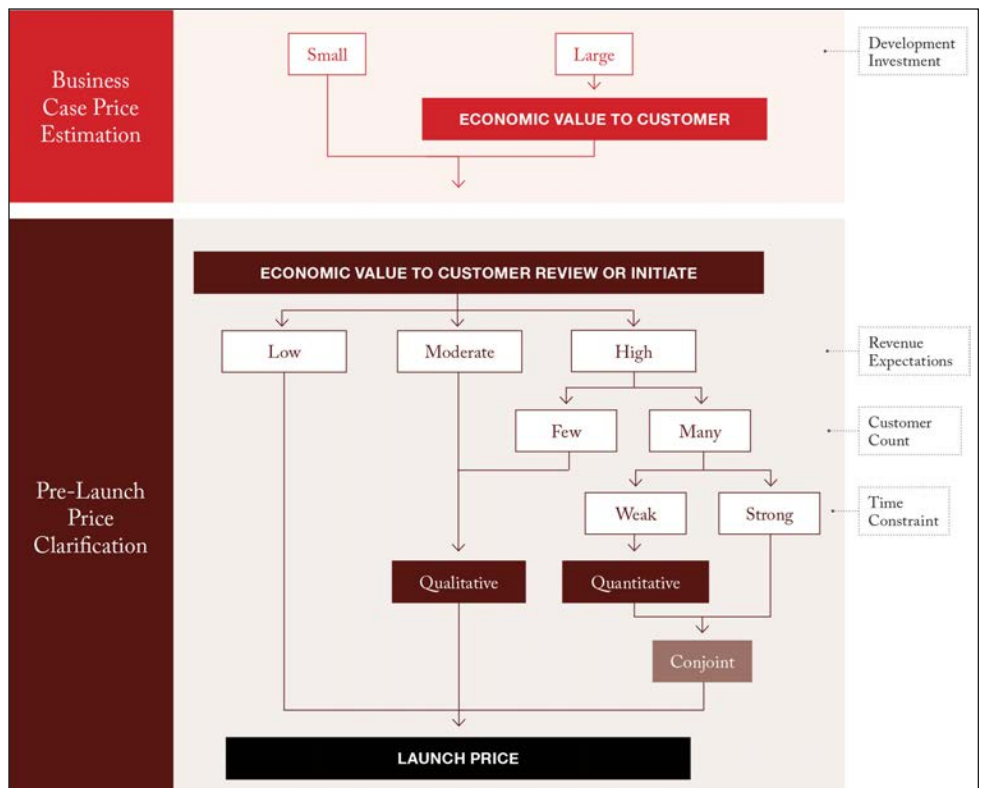 Business
Case Price
Estimation
Small
Large
Development
Investment
ECONOMIC VALUE TO CUSTOMER
Pre-Launch
Price
Clarification
ECONOMIC VALUE TO CUSTOMER REVIEW OR INITIATE
Low
Moderate
High
Revenue
Expectations
Few
Many
Customer
Count
Weak
Strong
Time
Constraint
Qualitative
Quantitative
Conjoint
LAUNCH PRICE